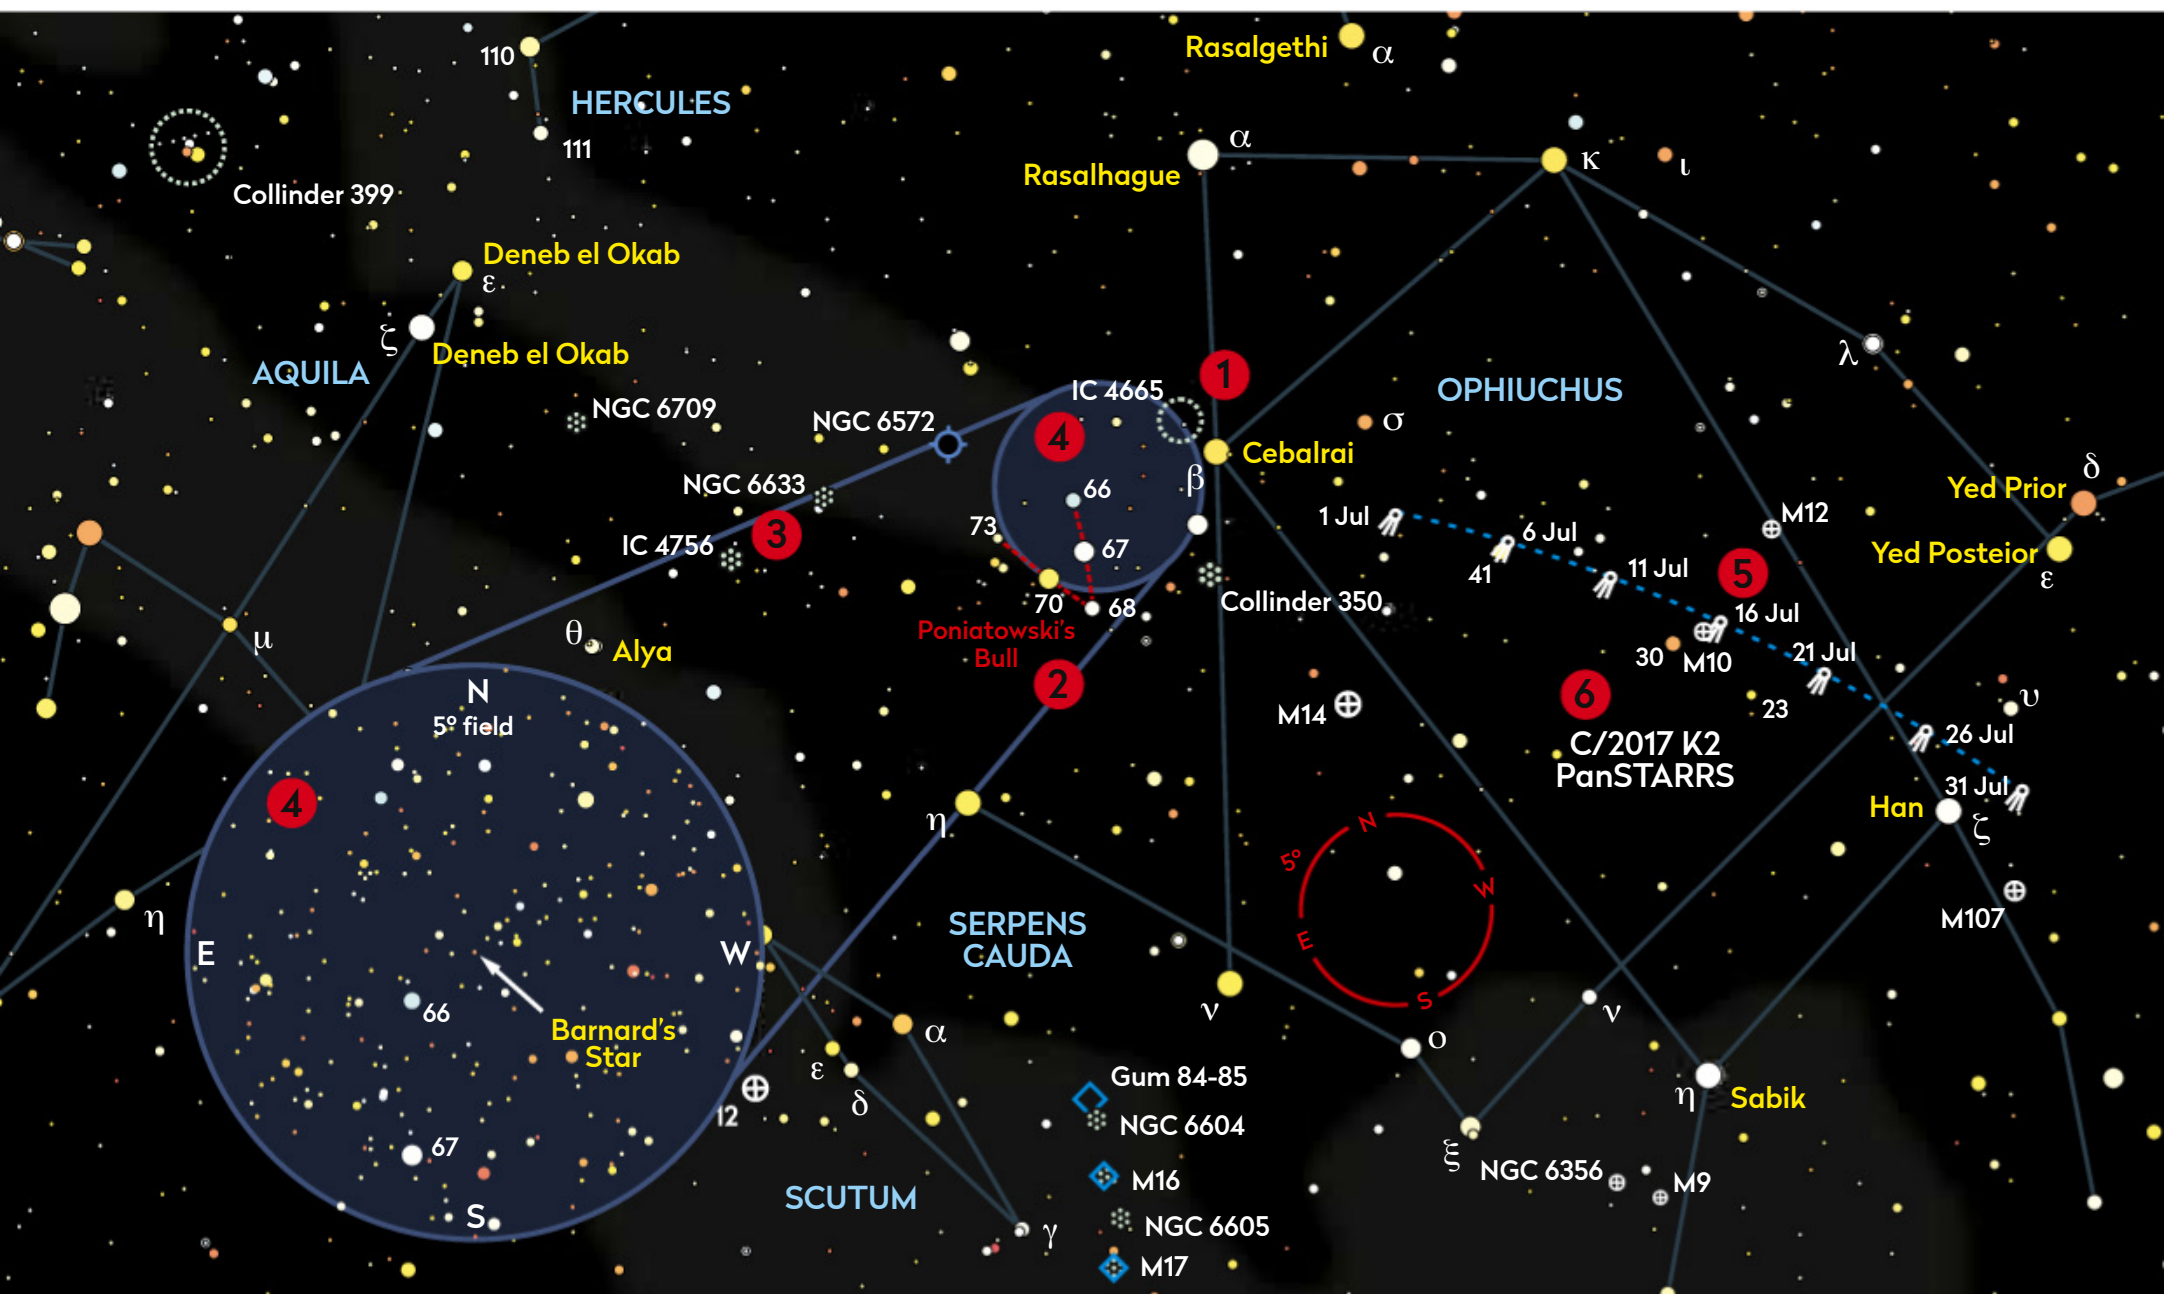 Rasalgethi
α
110
HERCULES
111
α
Rasalhague
κ
ι
Collinder 399
Deneb el Okab
ε
ζ
Deneb el Okab
AQUILA
λ
1
IC 4665
OPHIUCHUS
NGC 6709
NGC 6572
4
σ
Cebalrai
β
δ
Yed Prior
NGC 6633
66
73
1 Jul
6 Jul
M12
3
IC 4756
67
41
11 Jul
5
Yed Posteior
ε
70
68
Collinder 350
16 Jul
Poniatowski's
Bull
θ
Alya
μ
30
M10
21 Jul
2
6
23
υ
M14
N
5° field
C/2017 K2
PanSTARRS
26 Jul
31 Jul
4
η
Han
ζ
N
5°
W
E
S
η
M107
E
W
SERPENS
CAUDA
ν
ν
66
Barnard's
Star
α
ε
δ
ο
12
Gum 84-85
NGC 6604
η
Sabik
67
ξ
NGC 6356
M9
M16
SCUTUM
S
γ
NGC 6605
M17